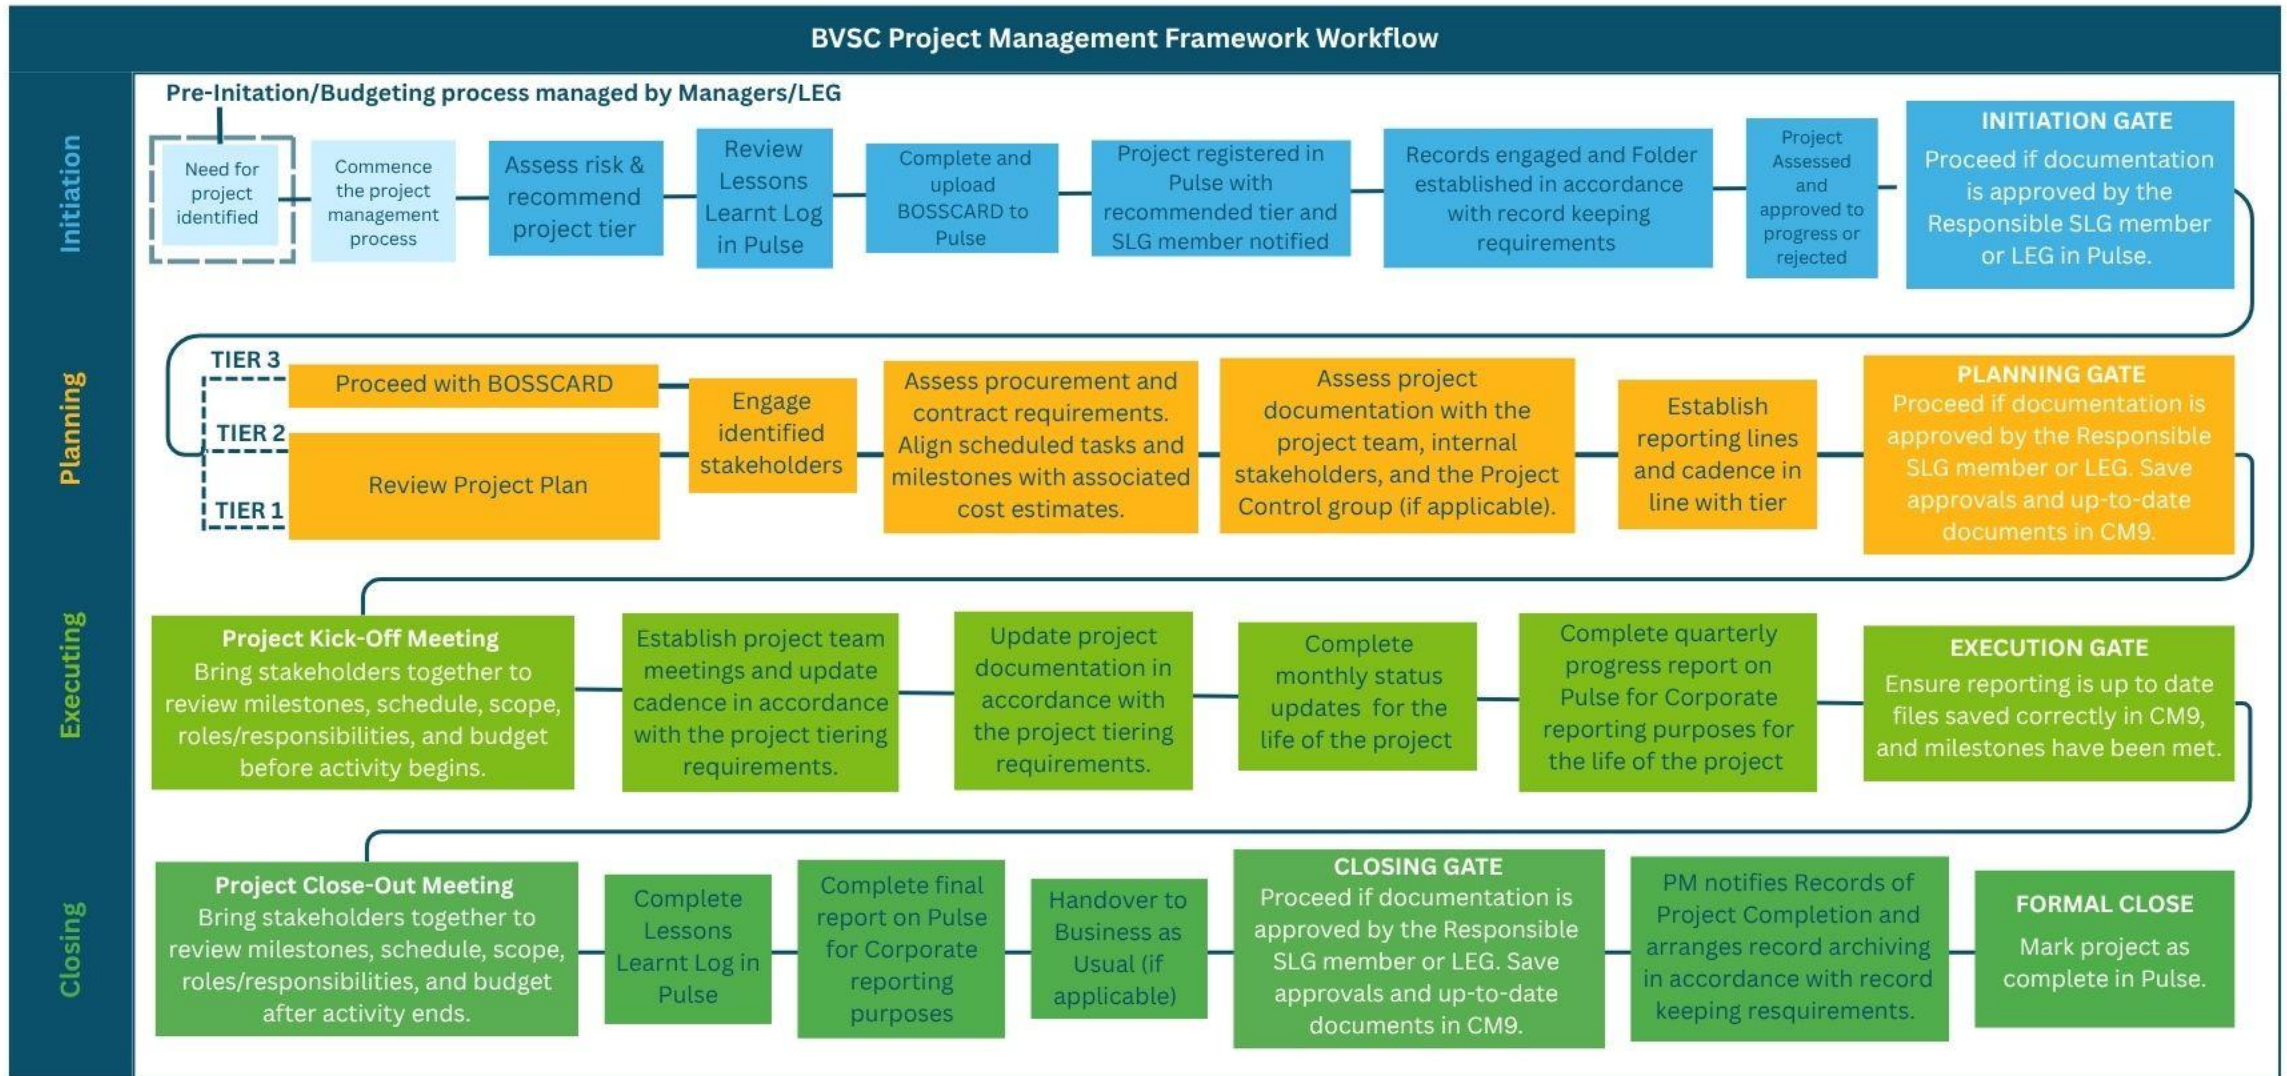 BVSC Project Management Framework Workflow
Initiation
Pre-Initation/Budgeting process managed by Managers/LEG
Need for
project
identified
Commence
the project
management
process
Assess risk &
recommend
project tier
Review
Lessons
Learnt Log
in Pulse
Complete and
upload
BOSSCARD to
Pulse
Project registered in
Pulse with
recommended tier and
SLG member notified
Records engaged and Folder
established in accordance
with record keeping
requirements
Project
Assessed
and
approved to
progress or
rejected
INITIATION GATE
Proceed if documentation
is approved by the
Responsible SLG member
or LEG in Pulse.
Planning
TIER 3
TIER 2
TIER 1
Proceed with BOSSCARD
Review Project Plan
Engage
identified
stakeholders
Assess procurement and
contract requirements.
Align scheduled tasks and
milestones with associated
cost estimates.
Assess project
documentation with the
project team, internal
stakeholders, and the Project
Control group (if applicable).
Establish
reporting lines
and cadence in
line with tier
PLANNING GATE
Proceed if documentation is
approved by the Responsible
SLG member or LEG. Save
approvals and up-to-date
documents in CM9.
Executing
Project Kick-Off Meeting
Bring stakeholders together to
review milestones, schedule, scope,
roles/responsibilities, and budget
before activity begins.
Establish project team
meetings and update
cadence in accordance
with the project tiering
requirements.
Update project
documentation in
accordance with
the project tiering
requirements.
Complete
monthly status
updates for the
life of the project
Complete quarterly
progress report on
Pulse for Corporate
reporting purposes for
the life of the project
EXECUTION GATE
Ensure reporting is up to date
files saved correctly in CM9,
and milestones have been met.
Closing
Project Close-Out Meeting
Bring stakeholders together to
review milestones, schedule, scope,
roles/responsibilities, and budget
after activity ends.
Complete
Lessons
Learnt Log in
Pulse
Complete final
report on Pulse
for Corporate
reporting
purposes
Handover to
Business as
Usual (if
applicable)
CLOSING GATE
Proceed if documentation is
approved by the Responsible
SLG member or LEG. Save
approvals and up-to-date
documents in CM9.
PM notifies Records of
Project Completion and
arranges record archiving
in accordance with record
keeping resquirements.
FORMAL CLOSE
Mark project as
complete in Pulse.